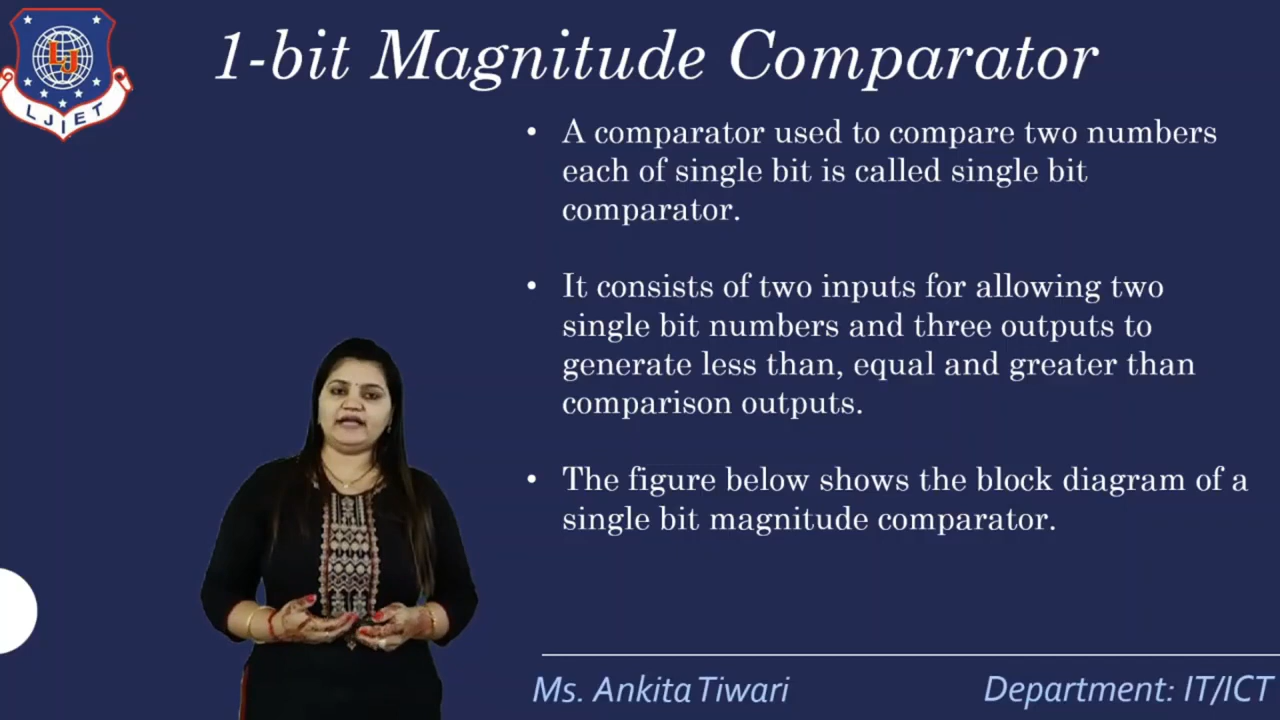 LJ
LJIET
1-bit Magnitude Comparator
• A comparator used to compare two numbers
each of single bit is called single bit
comparator.
• It consists of two inputs for allowing two
single bit numbers and three outputs to
generate less than, equal and greater than
comparison outputs.
• The figure below shows the block diagram of a
single bit magnitude comparator.
Ms. Ankita Tiwari
Department: IT/ICT